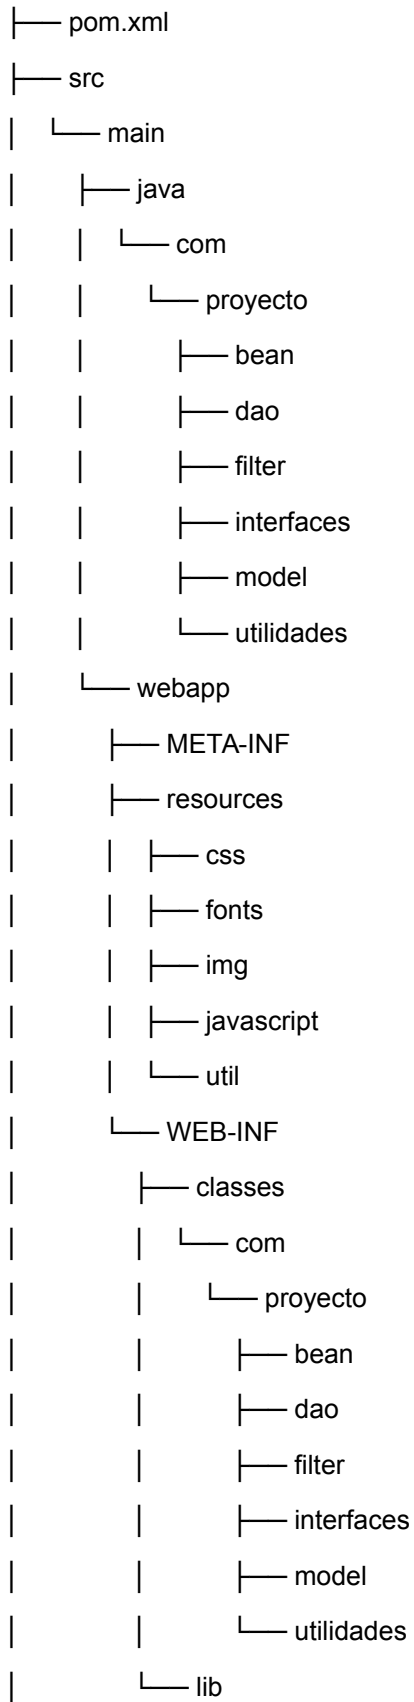 ├── pom.xml
├── src
│ └── main
│ ├── java
│ │ └── com
│ │ └── proyecto
│ │ ├── bean
│ │ ├── dao
│ │ ├── filter
│ │ ├── interfaces
│ │ ├── model
│ │ └── utilidades
│ └── webapp
│ ├── META-INF
│ ├── resources
│ │ ├── css
│ │ ├── fonts
│ │ ├── img
│ │ ├── javascript
│ │ └── util
│ └── WEB-INF
│ ├── classes
│ │ └── com
│ │ └── proyecto
│ │ ├── bean
│ │ ├── dao
│ │ ├── filter
│ │ ├── interfaces
│ │ ├── model
│ │ └── utilidades
│ └── lib